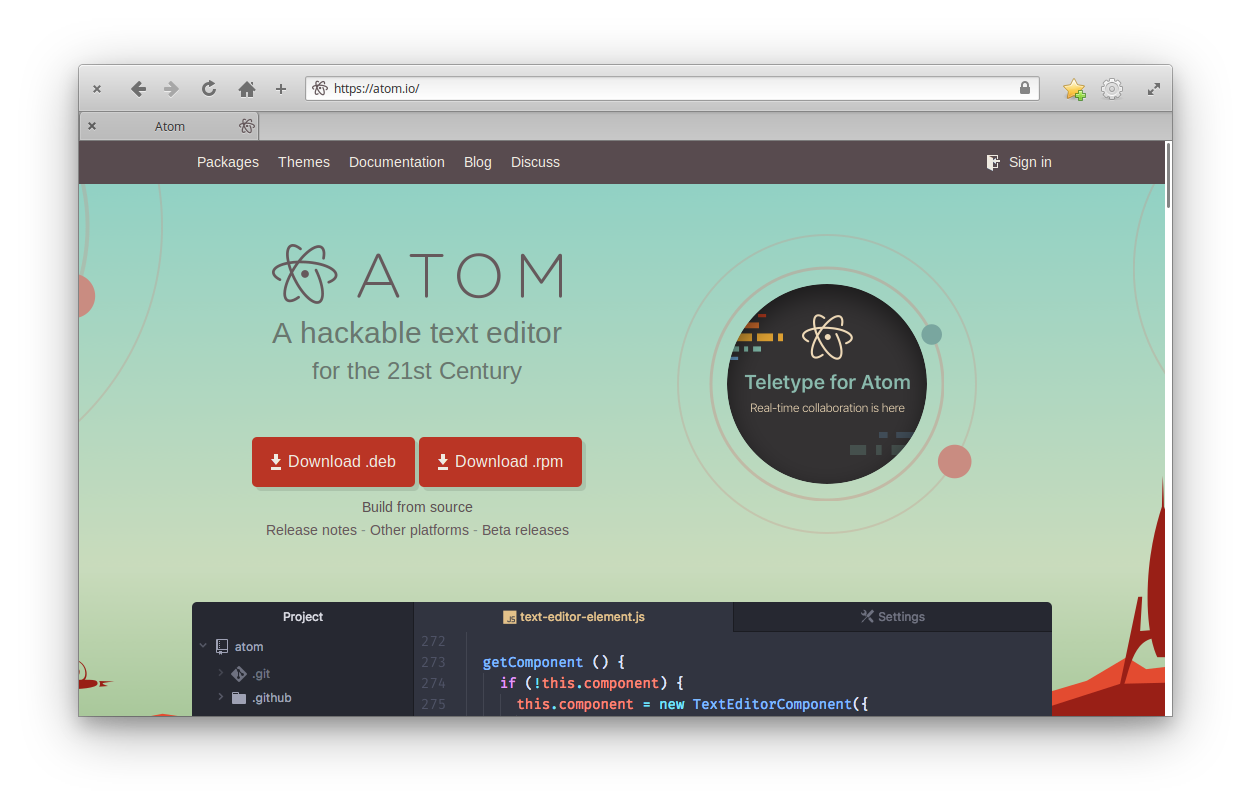 https://atom.io/
Atom
Packages Themes Documentation Blog Discuss Sign in
ATOM
A hackable text editor
for the 21st Century
Download .deb Download .rpm
Build from source
Release notes - Other platforms - Beta releases
Teletype for Atom
Real-time collaboration is here
Project
atom
.git
.github
JS text-editor-element.js Settings
272
273 getComponent () {
274 if (!this.component) {
275 this.component = new TextEditorComponent({